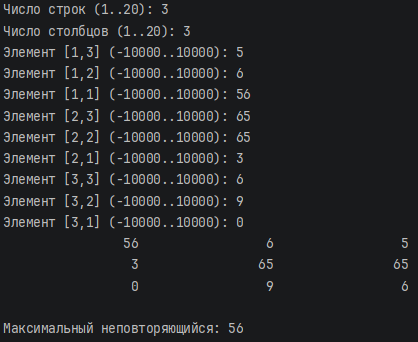 Число строк (1..20): 3
Число столбцов (1..20): 3
Элемент [1,3] (-10000..10000): 5
Элемент [1,2] (-10000..10000): 6
Элемент [1,1] (-10000..10000): 56
Элемент [2,3] (-10000..10000): 65
Элемент [2,2] (-10000..10000): 65
Элемент [2,1] (-10000..10000): 3
Элемент [3,3] (-10000..10000): 6
Элемент [3,2] (-10000..10000): 9
Элемент [3,1] (-10000..10000): 0
56 6 5
3 65 65
0 9 6
Максимальный неповторяющийся: 56